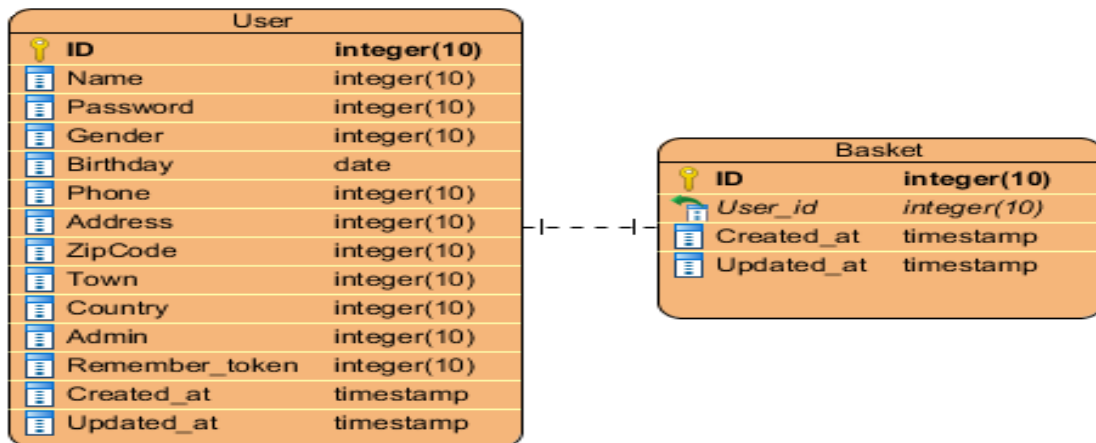 User
ID integer(10)
Name integer(10)
Password integer(10)
Gender integer(10)
Birthday date
Phone integer(10)
Address integer(10)
ZipCode integer(10)
Town integer(10)
Country integer(10)
Admin integer(10)
Remember_token integer(10)
Created_at timestamp
Updated_at timestamp
Basket
ID integer(10)
User_id integer(10)
Created_at timestamp
Updated_at timestamp